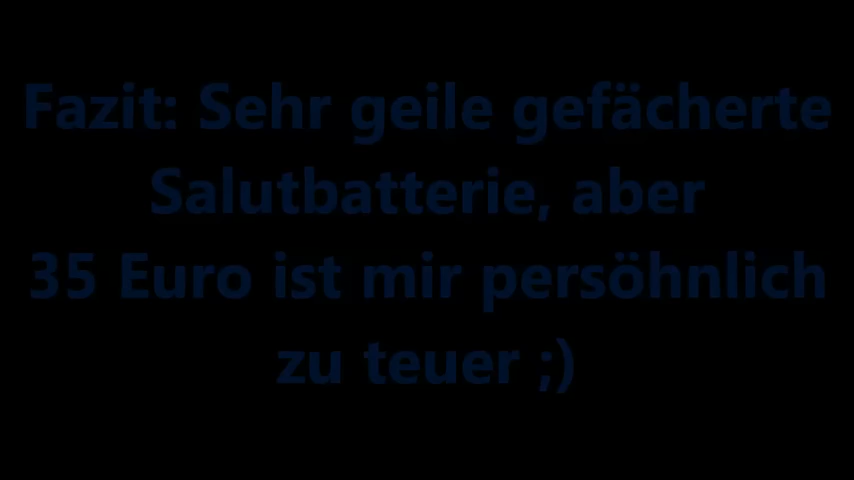 Fazit: Sehr geile gefächerte
Salutbatterie, aber
35 Euro ist mir persöhnlich
zu teuer ;)